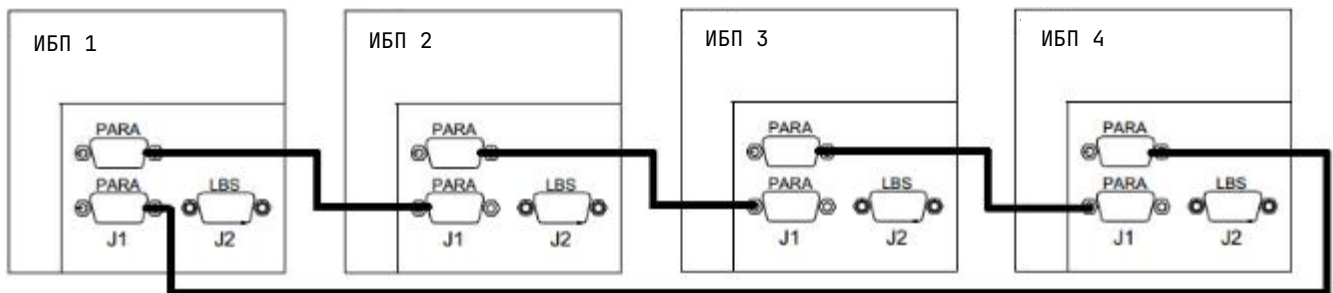 ИБП 1
PARA
PARA
LBS
J1
J2
ИБП 2
PARA
PARA
LBS
J1
J2
ИБП 3
PARA
PARA
LBS
J1
J2
ИБП 4
PARA
PARA
LBS
J1
J2